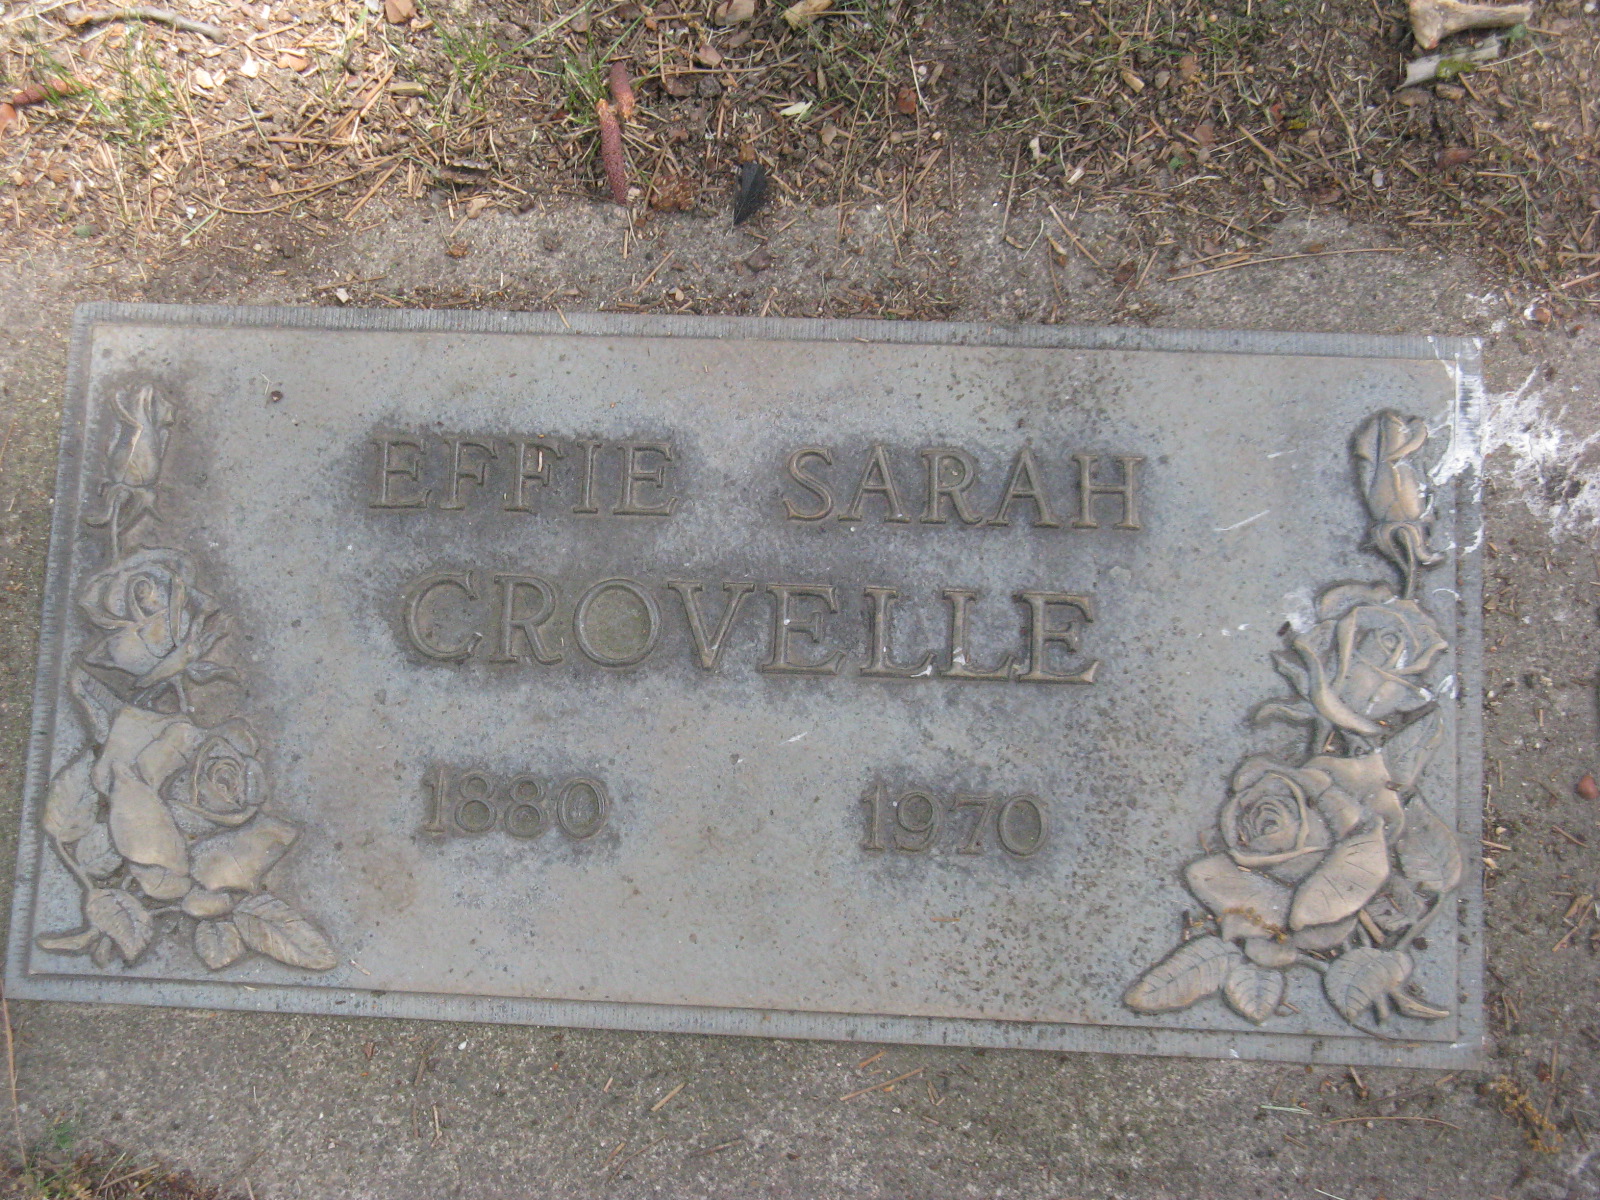 EFFIE SARAH
CROVELLE
1880 1970